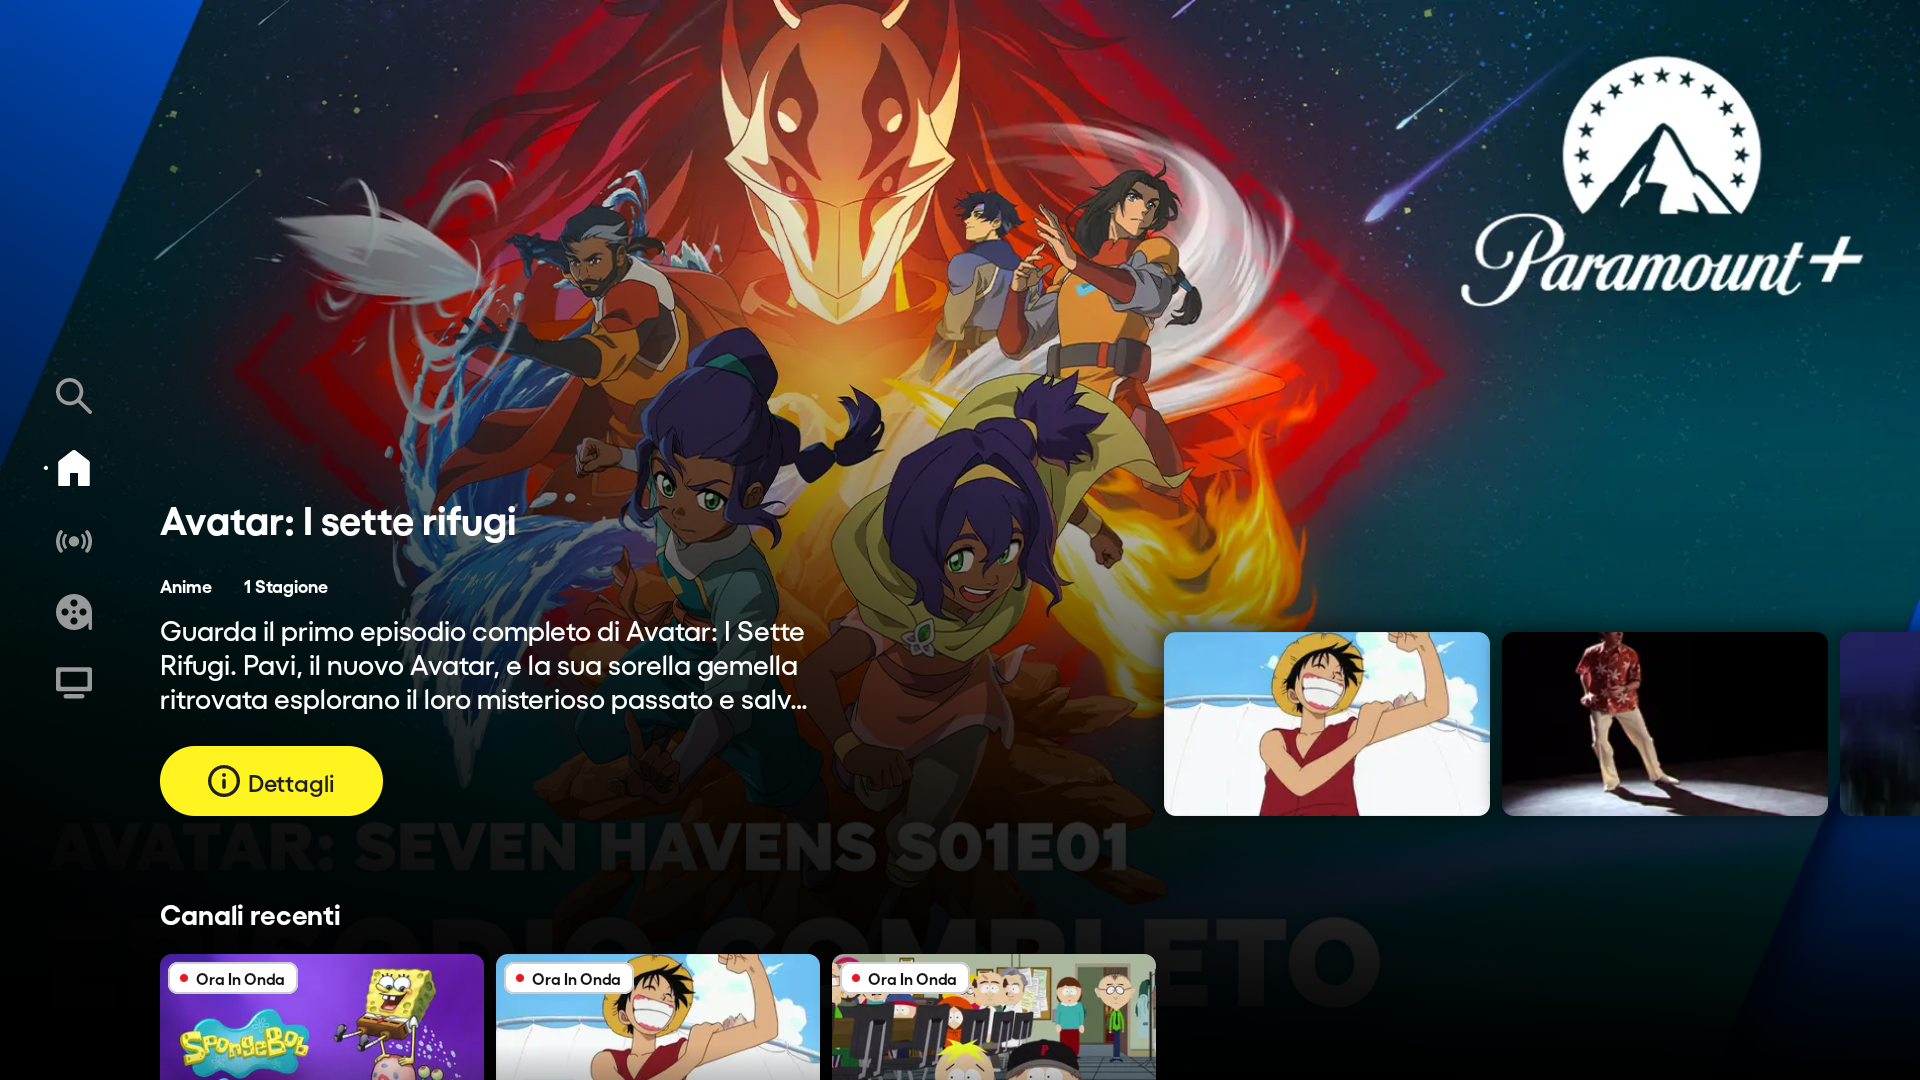 Paramount+
Avatar: I sette rifugi
Anime 1 Stagione
Guarda il primo episodio completo di Avatar: I Sette
Rifugi. Pavi, il nuovo Avatar, e la sua sorella gemella
ritrovata esplorano il loro misterioso passato e salv...
Dettagli
AVATAR: SEVEN HAVENS S01E01
EPISODIO COMPLETO
Canali recenti
Ora In Onda
Ora In Onda
Ora In Onda
SPONGEBOB